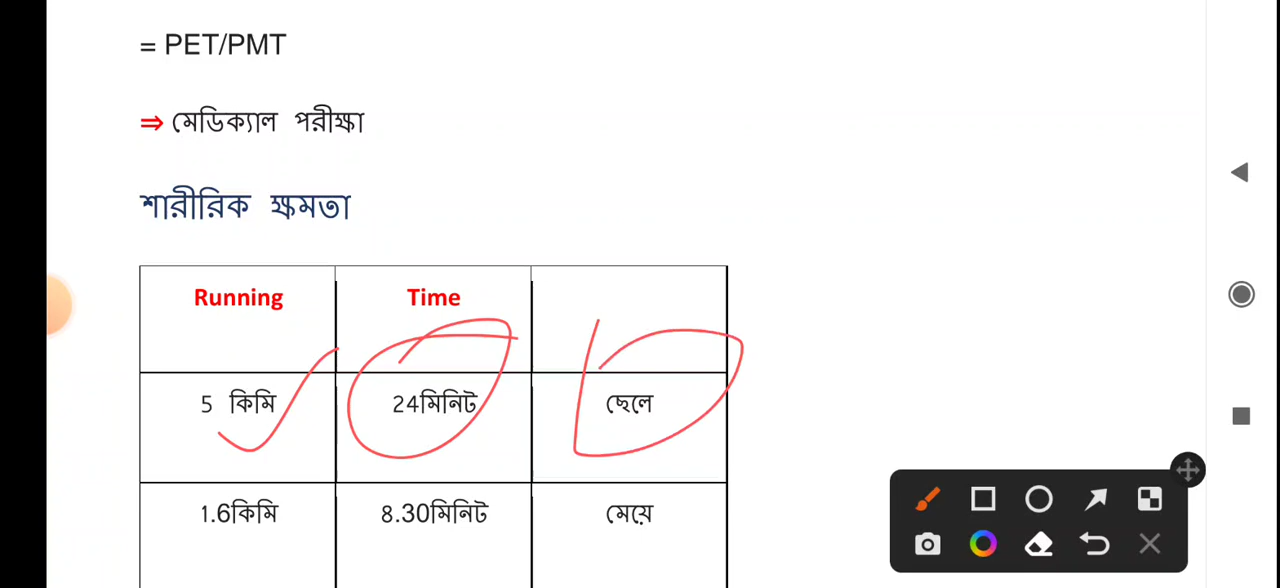 = PET/PMT
⇒ মেডিক্যাল পরীক্ষা
শারীরিক ক্ষমতা
Running Time
5 কিমি 24মিনিট ছেলে
1.6কিমি 8.30মিনিট মেয়ে